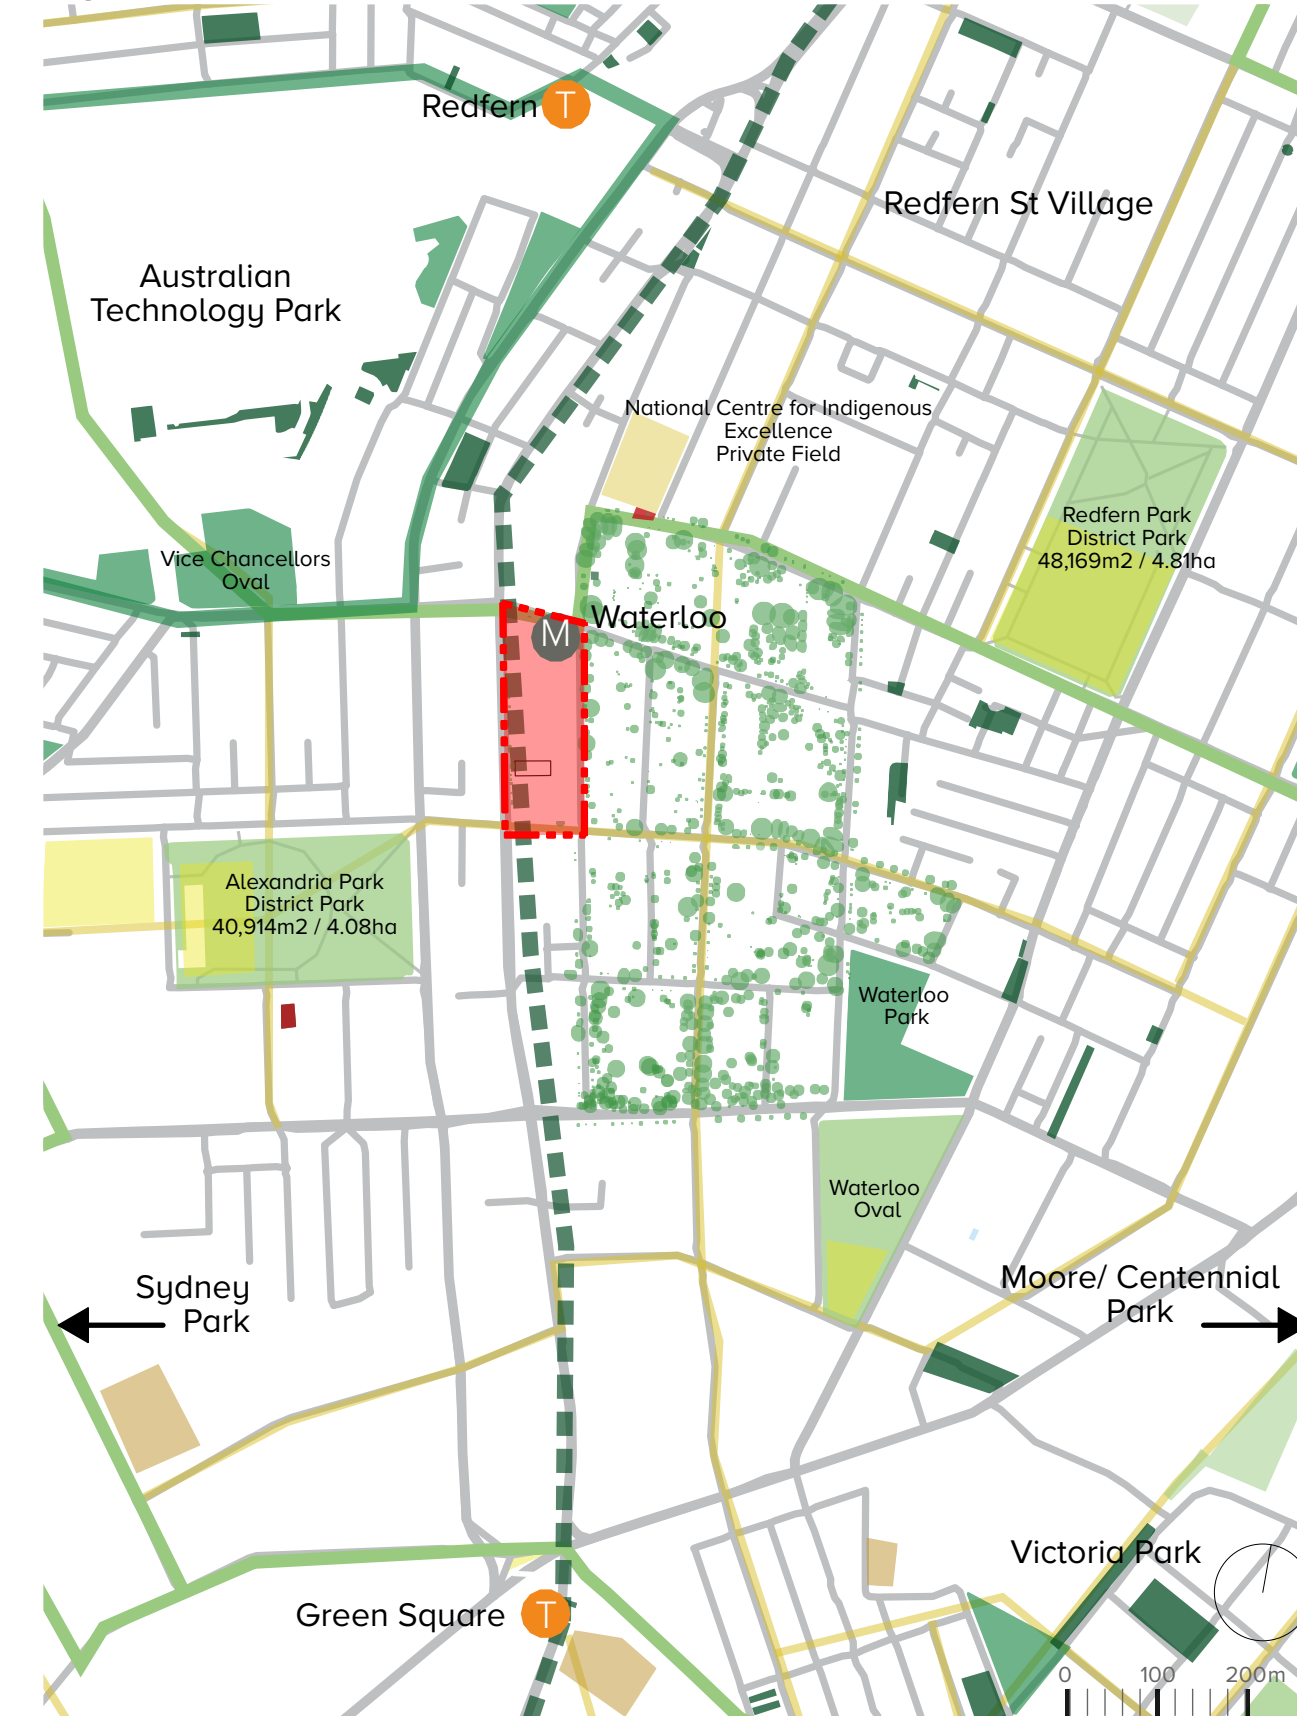 Redfern T
Redfern St Village
Australian
Technology Park
National Centre for Indigenous
Excellence
Private Field
Redfern Park
District Park
48,169m2 / 4.81ha
Vice Chancellors
Oval
Waterloo
M
Alexandria Park
District Park
40,914m2 / 4.08ha
Waterloo
Park
Waterloo
Oval
Sydney
Park
Moore/ Centennial
Park
Victoria Park
Green Square T
0 100 200m